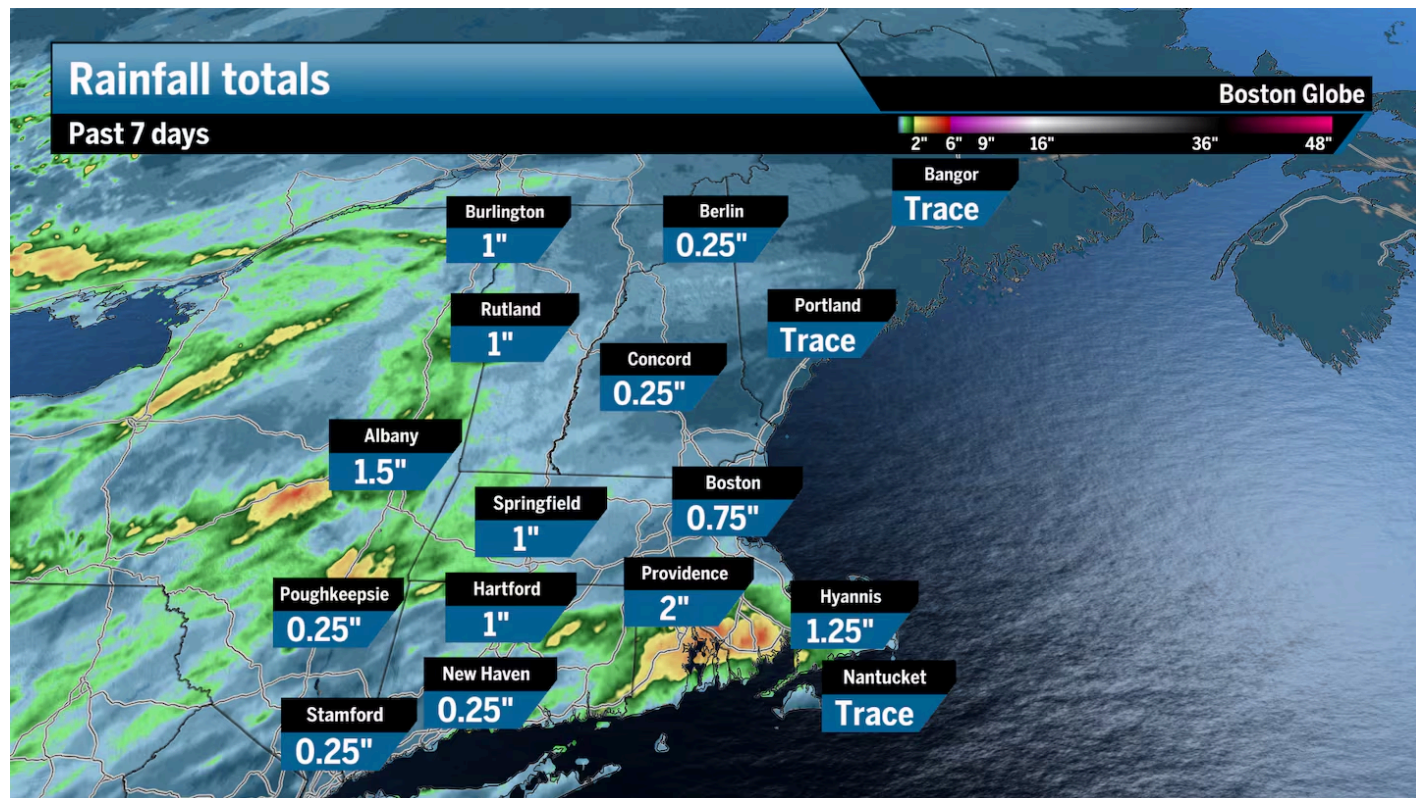 Rainfall totals
Boston Globe
Past 7 days
2" 6" 9" 16" 36" 48"
Bangor
Trace
Burlington
1"
Berlin
0.25"
Rutland
1"
Portland
Trace
Concord
0.25"
Albany
1.5"
Springfield
1"
Boston
0.75"
Poughkeepsie
0.25"
Hartford
1"
Providence
2"
Hyannis
1.25"
New Haven
0.25"
Nantucket
Trace
Stamford
0.25"